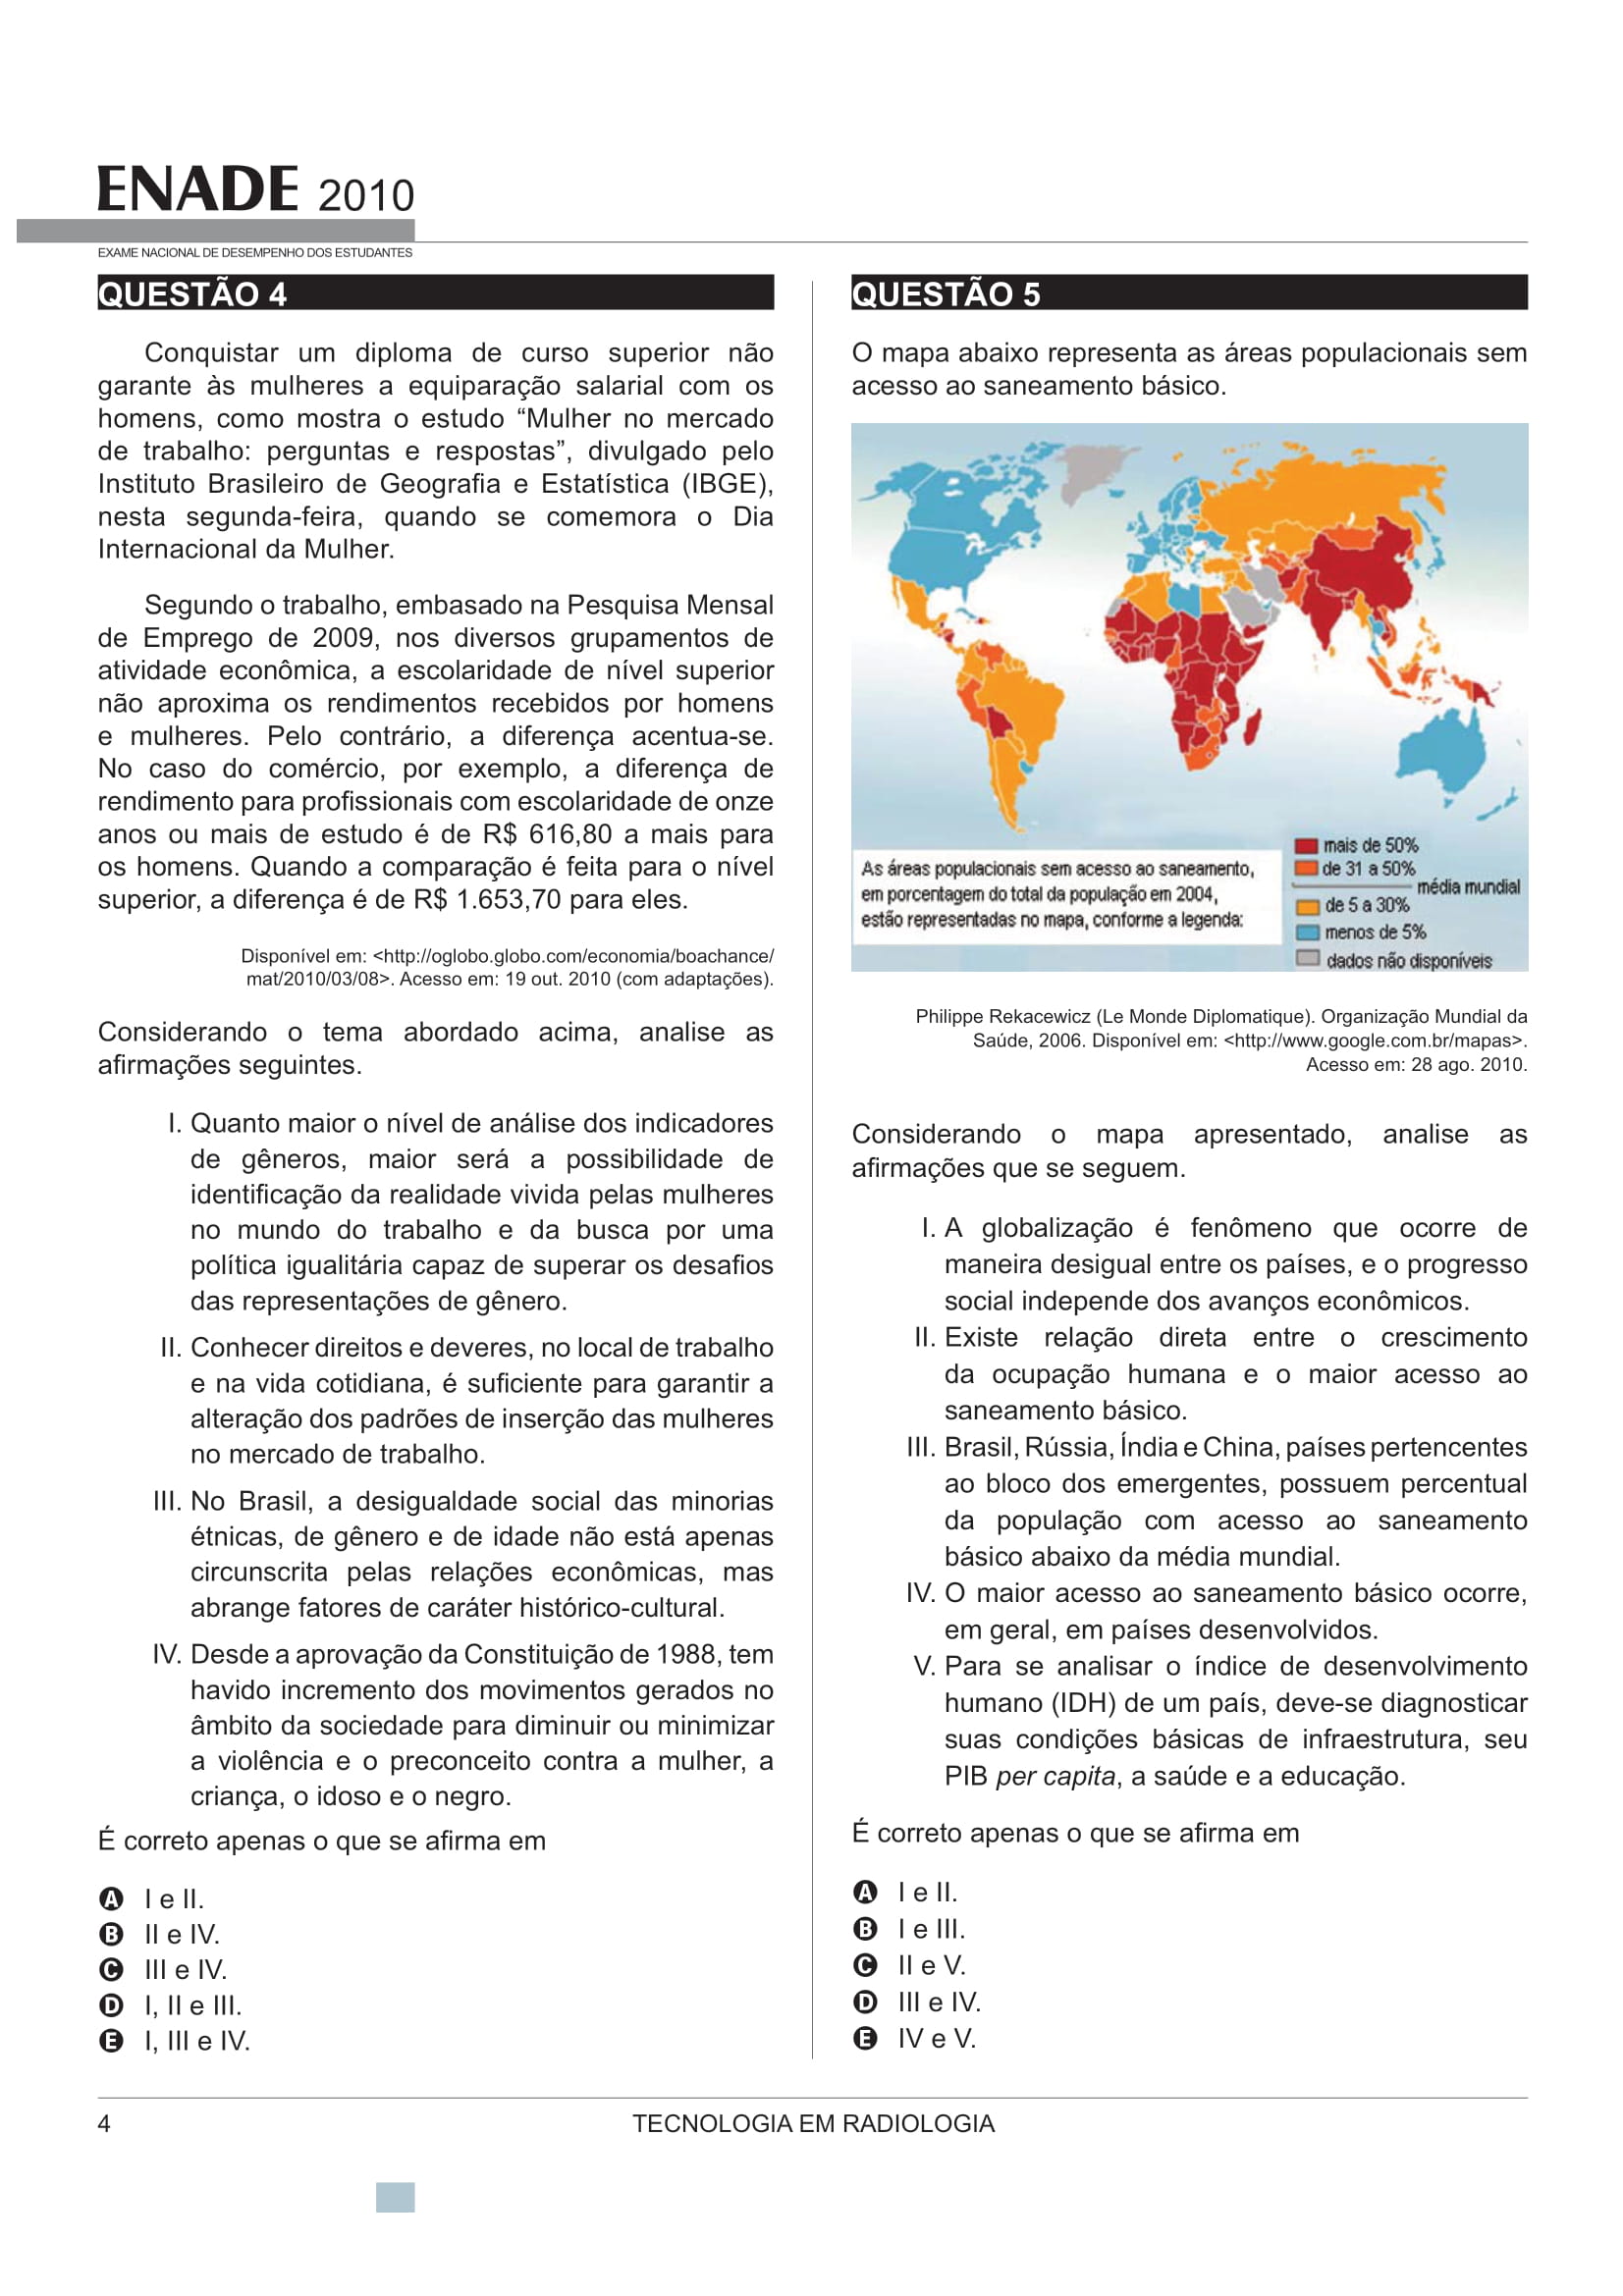 ENADE 2010
EXAME NACIONAL DE DESEMPENHO DOS ESTUDANTES
QUESTÃO 4
Conquistar um diploma de curso superior não
garante às mulheres a equiparação salarial com os
homens, como mostra o estudo “Mulher no mercado
de trabalho: perguntas e respostas”, divulgado pelo
Instituto Brasileiro de Geografia e Estatística (IBGE),
nesta segunda-feira, quando se comemora o Dia
Internacional da Mulher.
Segundo o trabalho, embasado na Pesquisa Mensal
de Emprego de 2009, nos diversos grupamentos de
atividade econômica, a escolaridade de nível superior
não aproxima os rendimentos recebidos por homens
e mulheres. Pelo contrário, a diferença acentua-se.
No caso do comércio, por exemplo, a diferença de
rendimento para profissionais com escolaridade de onze
anos ou mais de estudo é de R$ 616,80 a mais para
os homens. Quando a comparação é feita para o nível
superior, a diferença é de R$ 1.653,70 para eles.
Disponível em: <http://oglobo.globo.com/economia/boachance/
mat/2010/03/08>. Acesso em: 19 out. 2010 (com adaptações).
Considerando o tema abordado acima, analise as
afirmações seguintes.
I. Quanto maior o nível de análise dos indicadores
de gêneros, maior será a possibilidade de
identificação da realidade vivida pelas mulheres
no mundo do trabalho e da busca por uma
política igualitária capaz de superar os desafios
das representações de gênero.
II. Conhecer direitos e deveres, no local de trabalho
e na vida cotidiana, é suficiente para garantir a
alteração dos padrões de inserção das mulheres
no mercado de trabalho.
III. No Brasil, a desigualdade social das minorias
étnicas, de gênero e de idade não está apenas
circunscrita pelas relações econômicas, mas
abrange fatores de caráter histórico-cultural.
IV. Desde a aprovação da Constituição de 1988, tem
havido incremento dos movimentos gerados no
âmbito da sociedade para diminuir ou minimizar
a violência e o preconceito contra a mulher, a
criança, o idoso e o negro.
É correto apenas o que se afirma em
A I e II.
B II e IV.
C III e IV.
D I, II e III.
E I, III e IV.
QUESTÃO 5
O mapa abaixo representa as áreas populacionais sem
acesso ao saneamento básico.
As áreas populacionais sem acesso ao saneamento,
em porcentagem do total da população em 2004,
estão representadas no mapa, conforme a legenda:
mais de 50%
de 31 a 50%
média mundial
de 5 a 30%
menos de 5%
dados não disponíveis
Philippe Rekacewicz (Le Monde Diplomatique). Organização Mundial da
Saúde, 2006. Disponível em: <http://www.google.com.br/mapas>.
Acesso em: 28 ago. 2010.
Considerando o mapa apresentado, analise as
afirmações que se seguem.
I. A globalização é fenômeno que ocorre de
maneira desigual entre os países, e o progresso
social independe dos avanços econômicos.
II. Existe relação direta entre o crescimento
da ocupação humana e o maior acesso ao
saneamento básico.
III. Brasil, Rússia, Índia e China, países pertencentes
ao bloco dos emergentes, possuem percentual
da população com acesso ao saneamento
básico abaixo da média mundial.
IV. O maior acesso ao saneamento básico ocorre,
em geral, em países desenvolvidos.
V. Para se analisar o índice de desenvolvimento
humano (IDH) de um país, deve-se diagnosticar
suas condições básicas de infraestrutura, seu
PIB per capita, a saúde e a educação.
É correto apenas o que se afirma em
A I e II.
B I e III.
C II e V.
D III e IV.
E IV e V.
4
TECNOLOGIA EM RADIOLOGIA